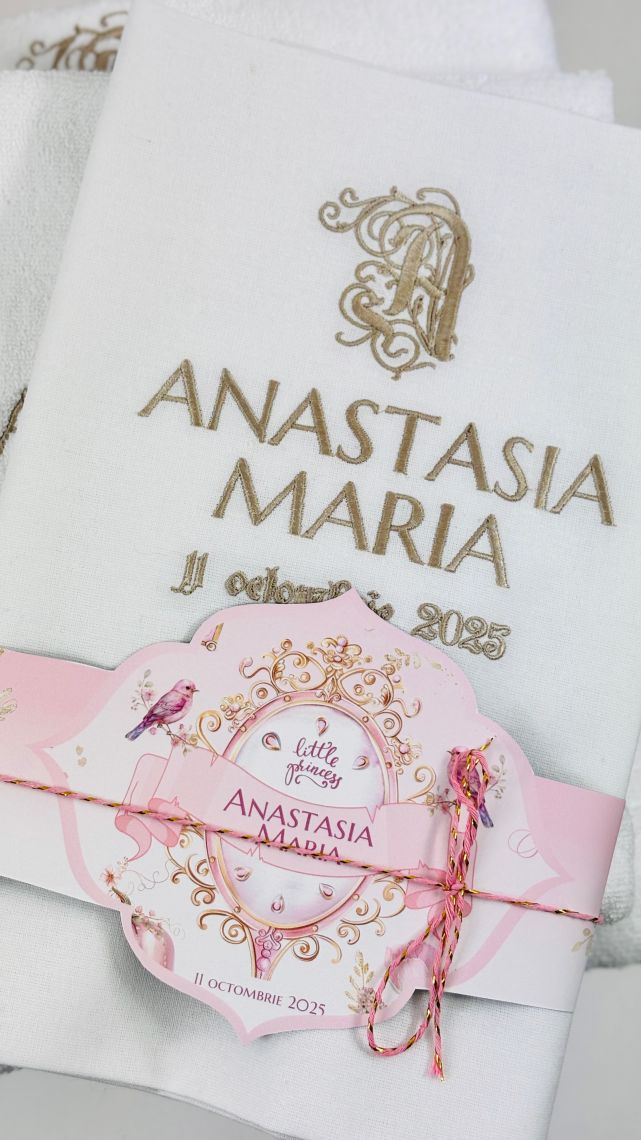 A
ANASTASIA
MARIA
11 octombrie 2025
little
princess
ANASTASIA
MARIA
11 OCTOMBRIE 2025